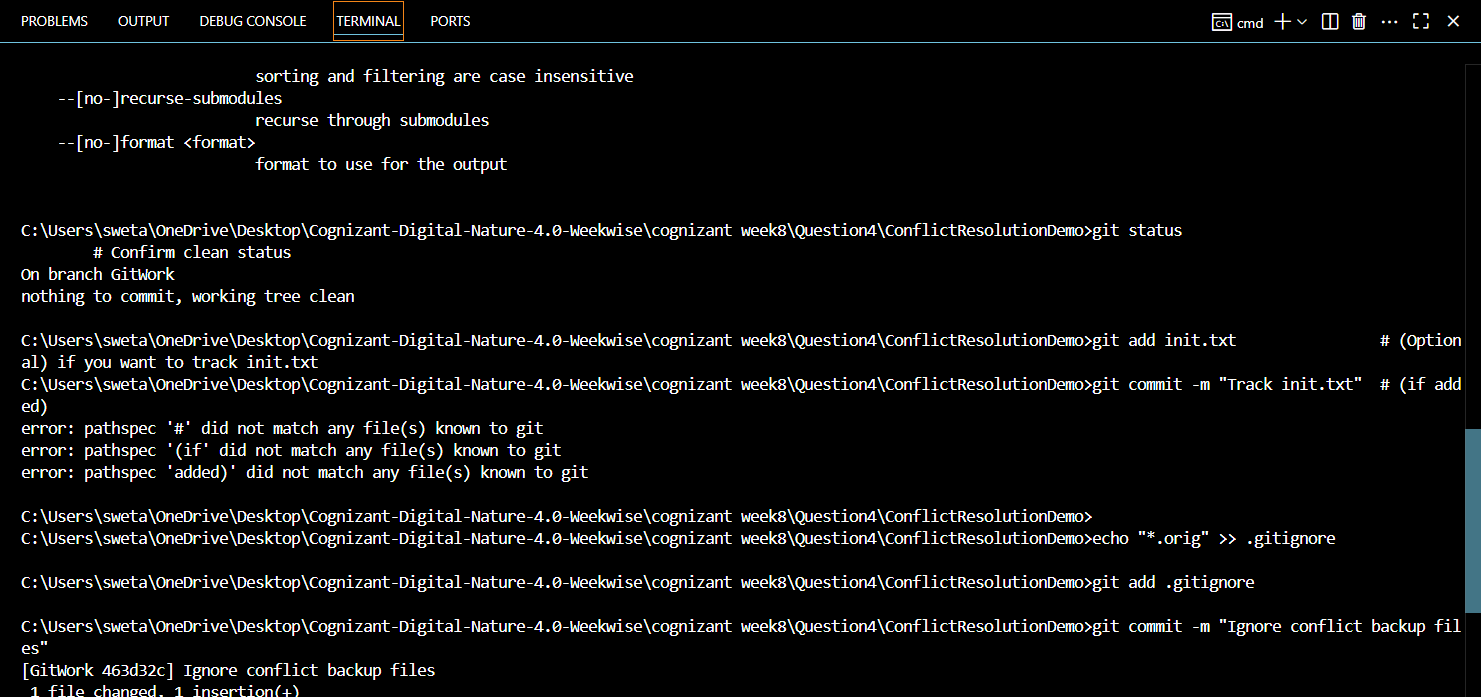 PROBLEMS OUTPUT DEBUG CONSOLE TERMINAL PORTS cmd
sorting and filtering are case insensitive
--[no-]recurse-submodules
recurse through submodules
--[no-]format <format>
format to use for the output
C:\Users\sweta\OneDrive\Desktop\Cognizant-Digital-Nature-4.0-Weekwise\cognizant week8\Question4\ConflictResolutionDemo>git status
# Confirm clean status
On branch GitWork
nothing to commit, working tree clean
C:\Users\sweta\OneDrive\Desktop\Cognizant-Digital-Nature-4.0-Weekwise\cognizant week8\Question4\ConflictResolutionDemo>git add init.txt                # (Option
al) if you want to track init.txt
C:\Users\sweta\OneDrive\Desktop\Cognizant-Digital-Nature-4.0-Weekwise\cognizant week8\Question4\ConflictResolutionDemo>git commit -m "Track init.txt"  # (if add
ed)
error: pathspec '#' did not match any file(s) known to git
error: pathspec '(if' did not match any file(s) known to git
error: pathspec 'added)' did not match any file(s) known to git
C:\Users\sweta\OneDrive\Desktop\Cognizant-Digital-Nature-4.0-Weekwise\cognizant week8\Question4\ConflictResolutionDemo>
C:\Users\sweta\OneDrive\Desktop\Cognizant-Digital-Nature-4.0-Weekwise\cognizant week8\Question4\ConflictResolutionDemo>echo "*.orig" >> .gitignore
C:\Users\sweta\OneDrive\Desktop\Cognizant-Digital-Nature-4.0-Weekwise\cognizant week8\Question4\ConflictResolutionDemo>git add .gitignore
C:\Users\sweta\OneDrive\Desktop\Cognizant-Digital-Nature-4.0-Weekwise\cognizant week8\Question4\ConflictResolutionDemo>git commit -m "Ignore conflict backup fil
es"
[GitWork 463d32c] Ignore conflict backup files
1 file changed, 1 insertion(+)